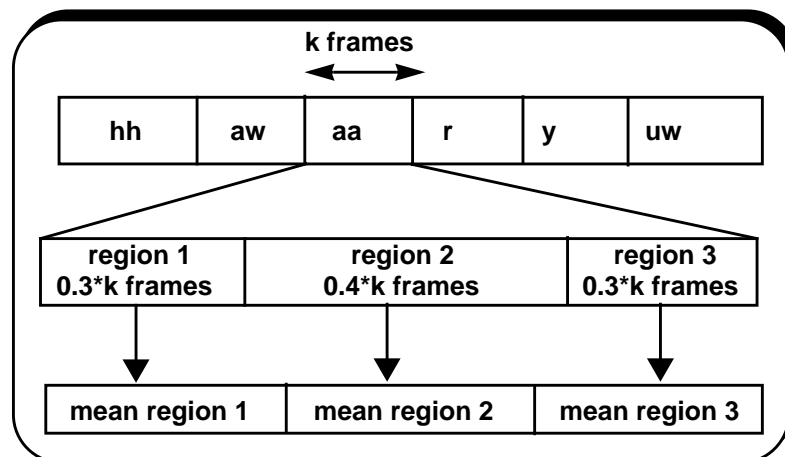 k frames
hh aw aa r y uw
region 1 region 2 region 3
0.3*k frames 0.4*k frames 0.3*k frames
mean region 1 mean region 2 mean region 3